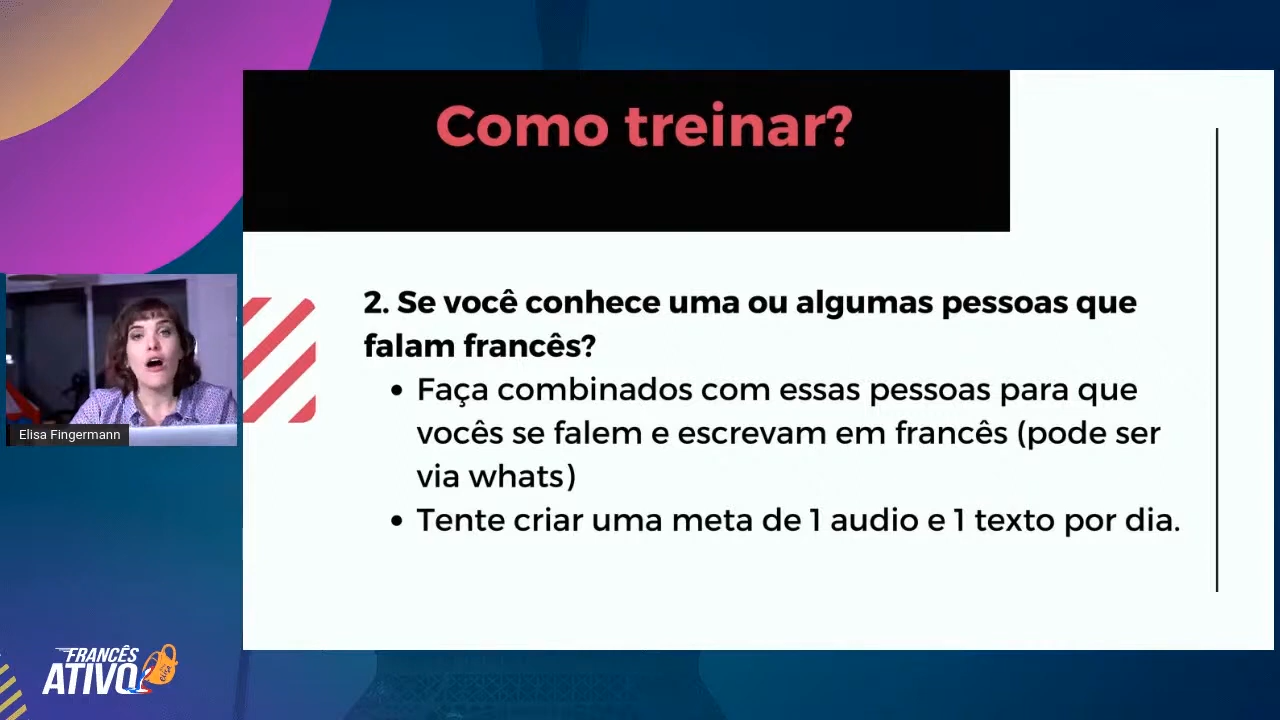 Como treinar?
2. Se você conhece uma ou algumas pessoas que
falam francês?
• Faça combinados com essas pessoas para que
vocês se falem e escrevam em francês (pode ser
via whats)
• Tente criar uma meta de 1 audio e 1 texto por dia.
Elisa Fingermann
FRANCÊS
ATIVO